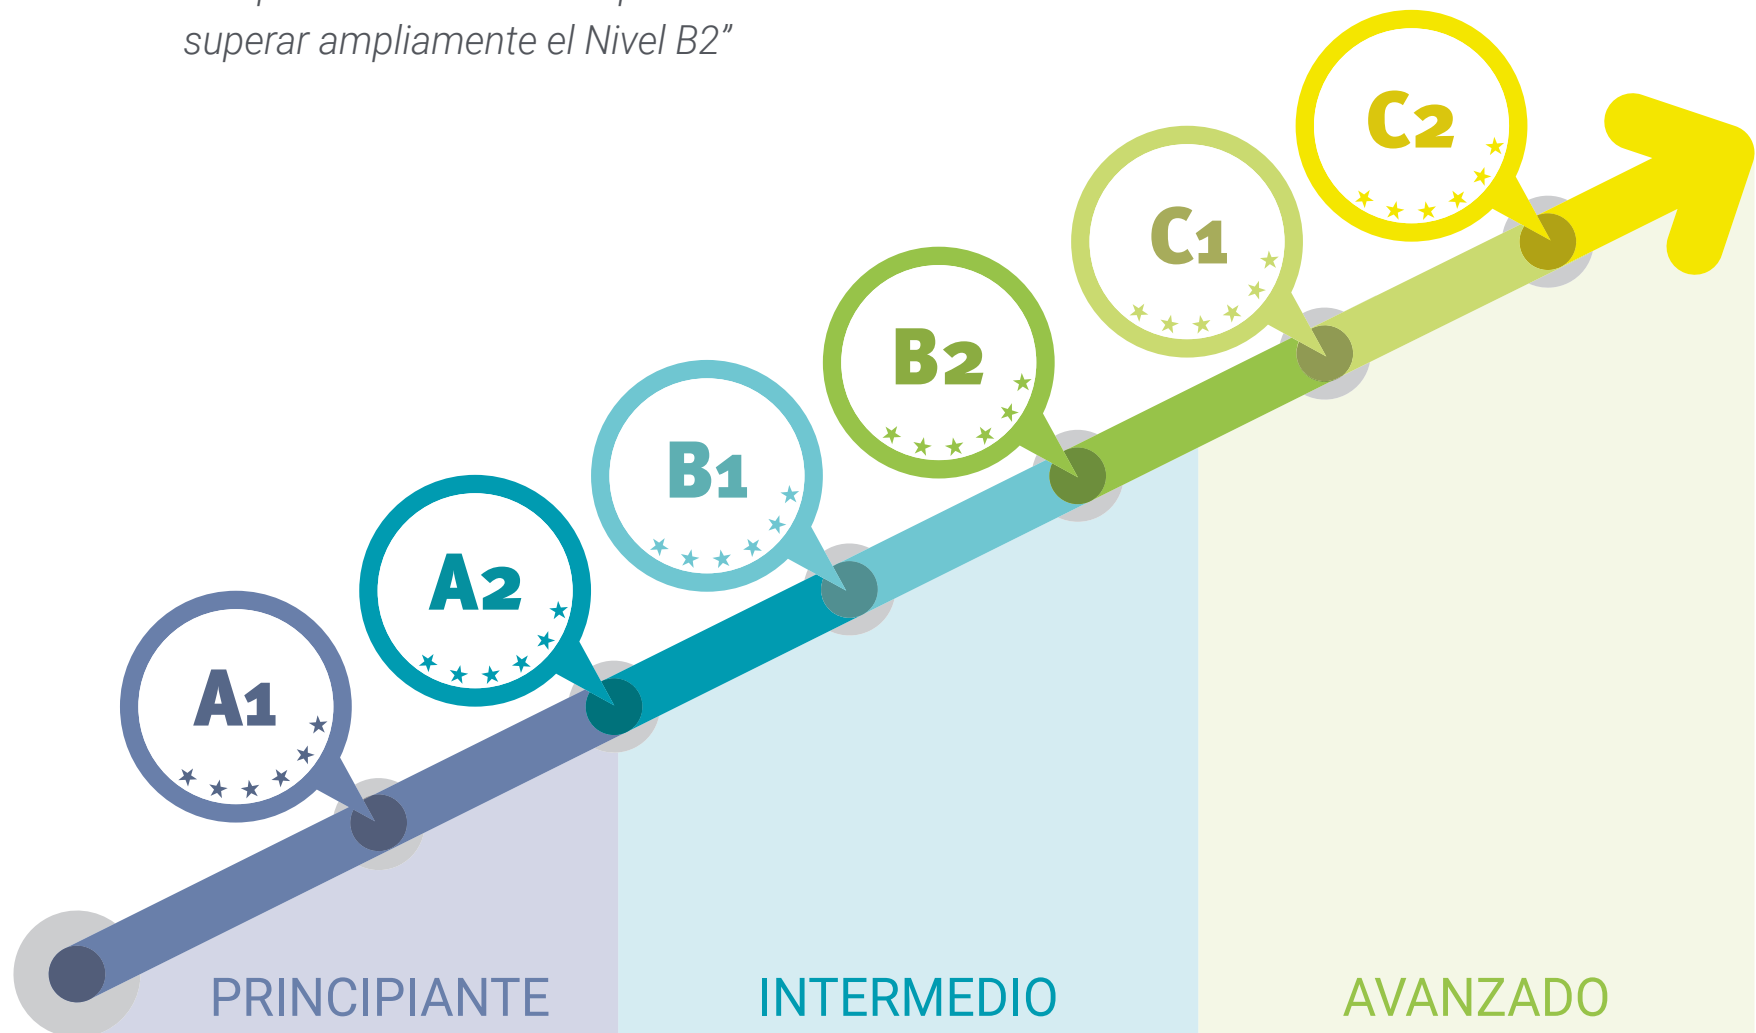 superar ampliamente el Nivel B2”
C2
C1
B2
B1
A2
A1
PRINCIPIANTE INTERMEDIO AVANZADO